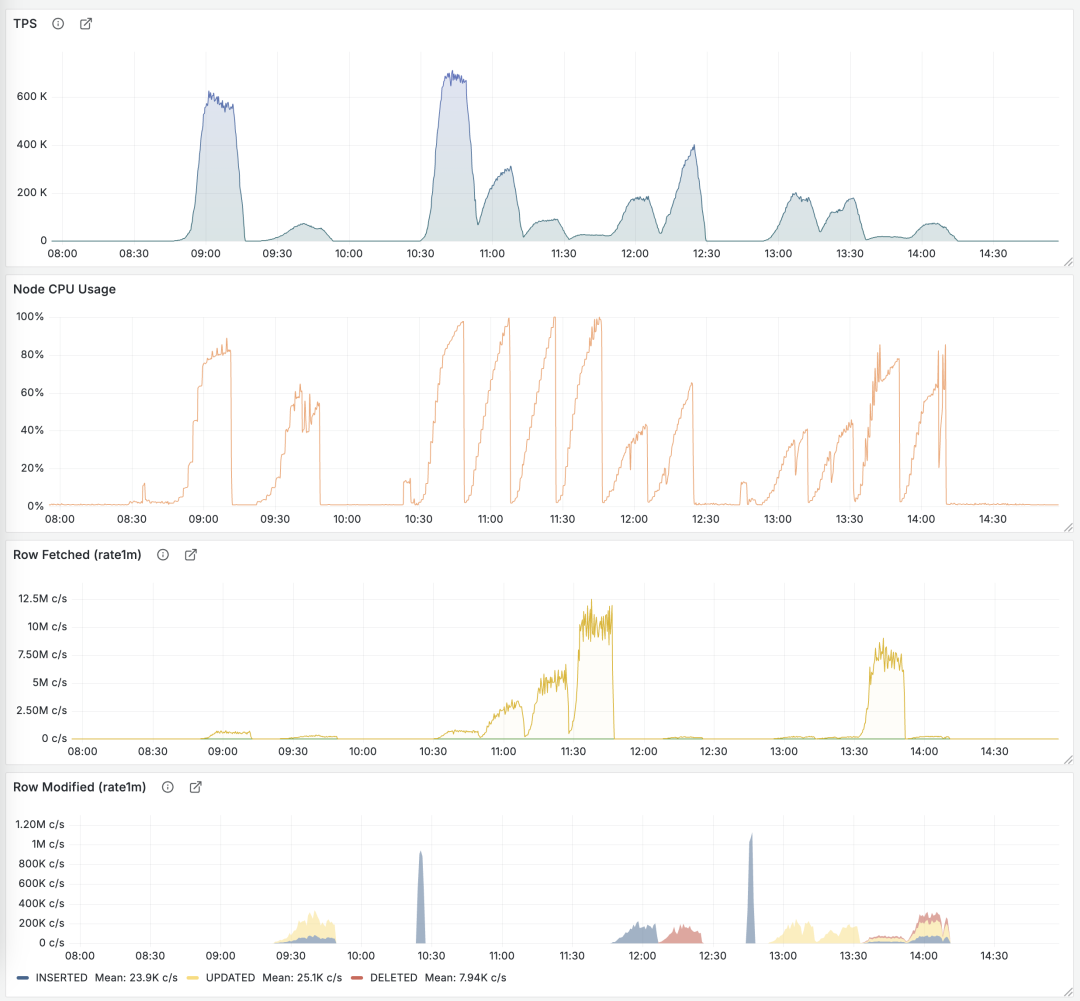 TPS
600 K
400 K
200 K
0
08:00 08:30 09:00 09:30 10:00 10:30 11:00 11:30 12:00 12:30 13:00 13:30 14:00 14:30
Node CPU Usage
100%
80%
60%
40%
20%
0%
08:00 08:30 09:00 09:30 10:00 10:30 11:00 11:30 12:00 12:30 13:00 13:30 14:00 14:30
Row Fetched (rate1m)
12.5M c/s
10M c/s
7.50M c/s
5M c/s
2.50M c/s
0 c/s
08:00 08:30 09:00 09:30 10:00 10:30 11:00 11:30 12:00 12:30 13:00 13:30 14:00 14:30
Row Modified (rate1m)
1.20M c/s
1M c/s
800K c/s
600K c/s
400K c/s
200K c/s
0 c/s
08:00 08:30 09:00 09:30 10:00 10:30 11:00 11:30 12:00 12:30 13:00 13:30 14:00 14:30
INSERTED Mean: 23.9K c/s UPDATED Mean: 25.1K c/s DELETED Mean: 7.94K c/s